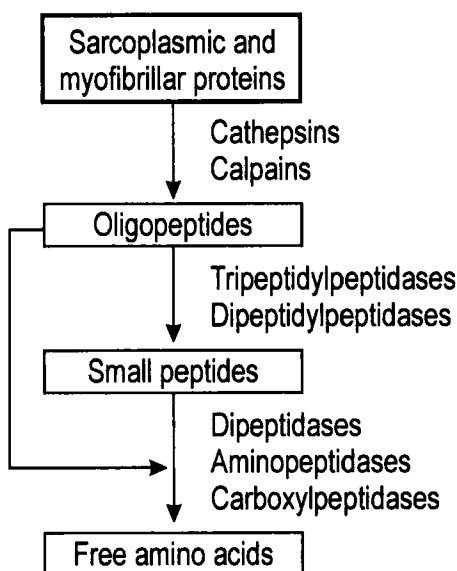 Sarcoplasmic and
myofibrillar proteins
Cathepsins
Calpains
Oligopeptides
Tripeptidylpeptidases
Dipeptidylpeptidases
Small peptides
Dipeptidases
Aminopeptidases
Carboxylpeptidases
Free amino acids